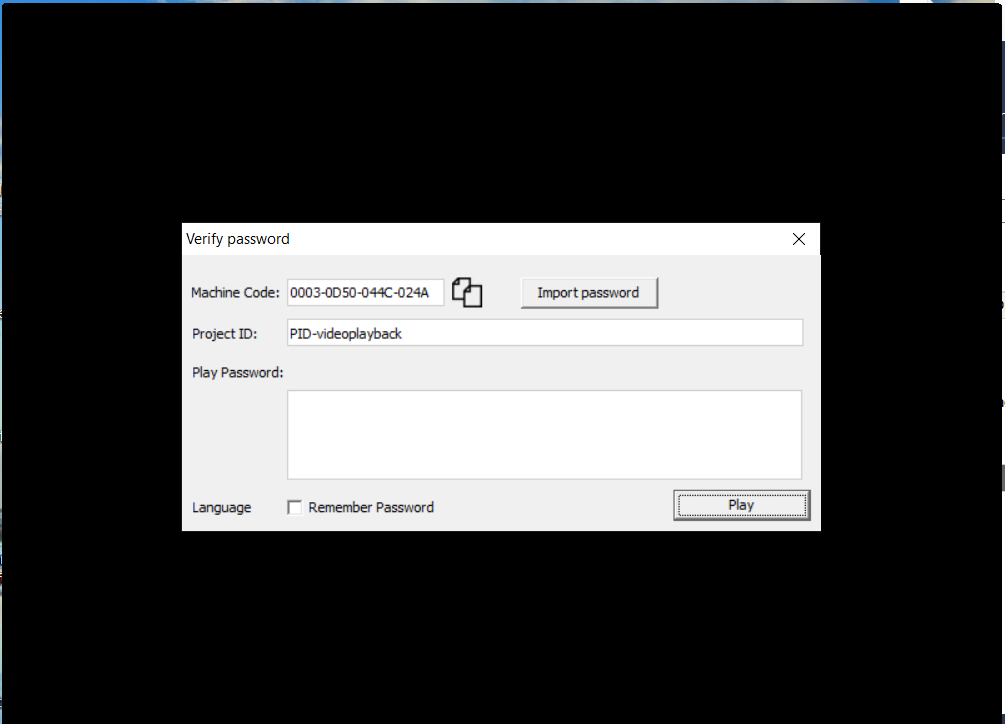 Verify password
Machine Code: 0003-0D50-044C-024A Import password
Project ID: PID-videoplayback
Play Password:
Language Remember Password Play